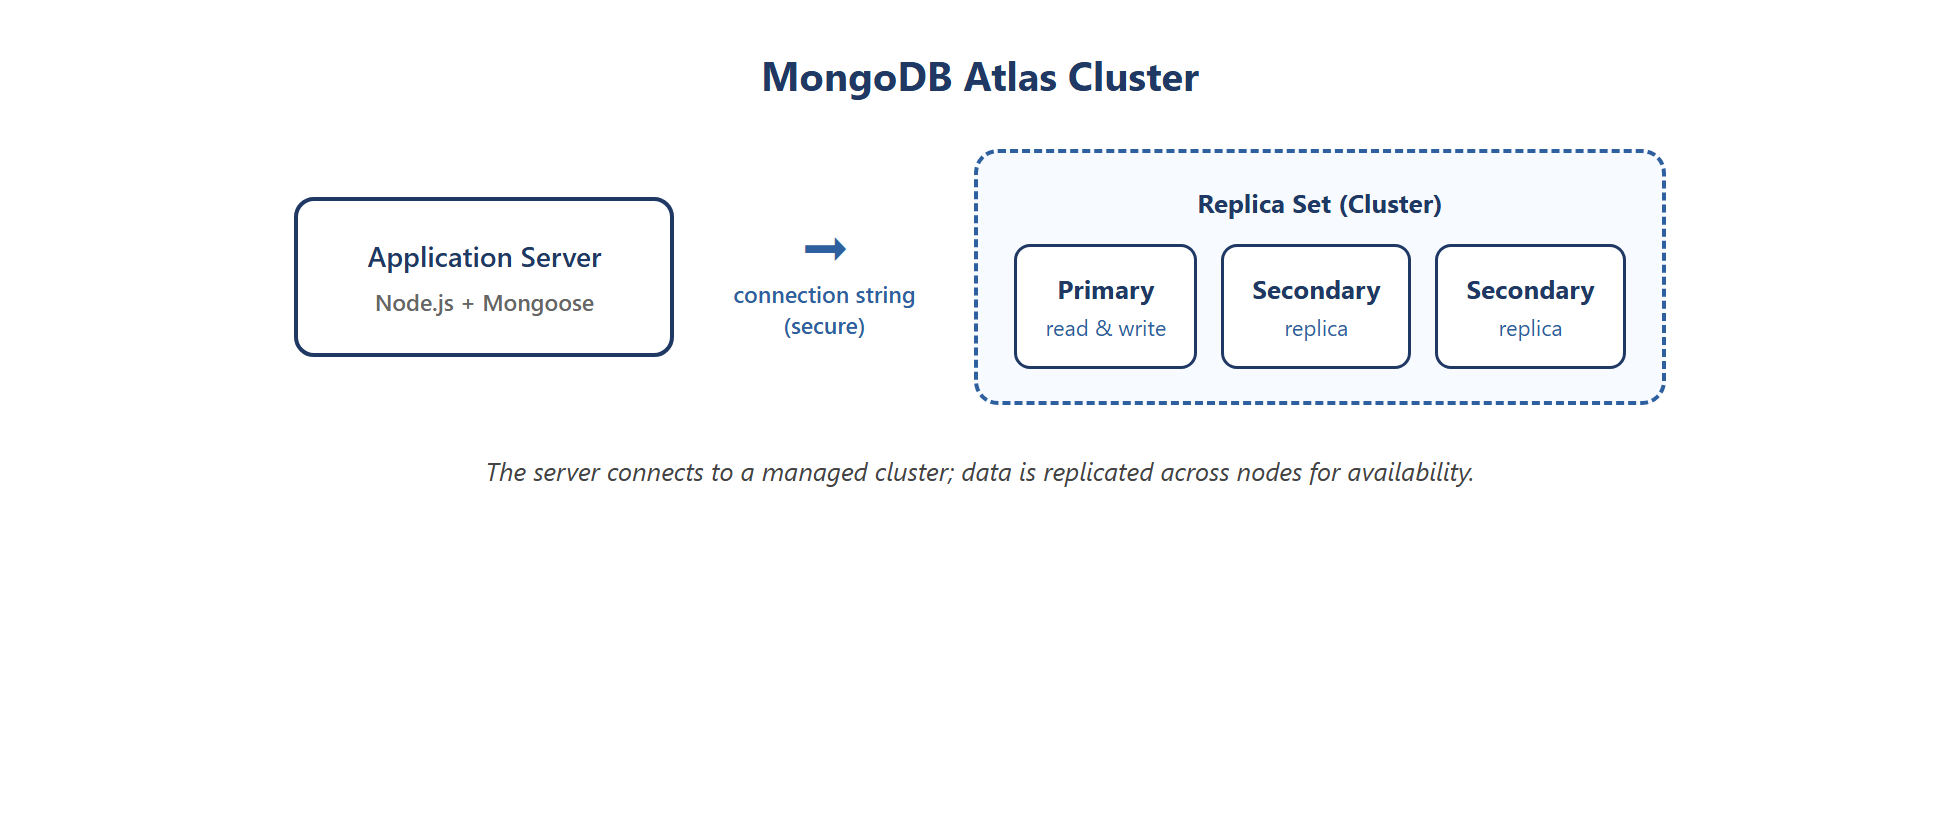 MongoDB Atlas Cluster
Application Server
Node.js + Mongoose
connection string
(secure)
Replica Set (Cluster)
Primary
read & write
Secondary
replica
Secondary
replica
The server connects to a managed cluster; data is replicated across nodes for availability.